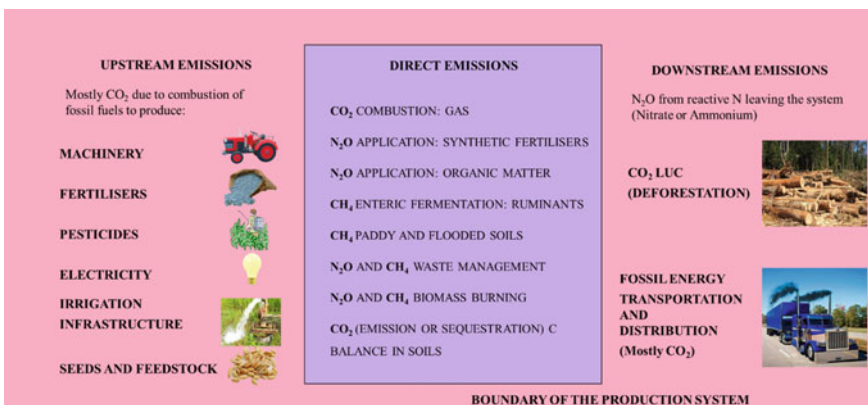 UPSTREAM EMISSIONS
Mostly CO₂ due to combustion of
fossil fuels to produce:
MACHINERY
FERTILISERS
PESTICIDES
ELECTRICITY
IRRIGATION
INFRASTRUCTURE
SEEDS AND FEEDSTOCK
DIRECT EMISSIONS
CO₂ COMBUSTION: GAS
N₂O APPLICATION: SYNTHETIC FERTILISERS
N₂O APPLICATION: ORGANIC MATTER
CH₄ ENTERIC FERMENTATION: RUMINANTS
CH₄ PADDY AND FLOODED SOILS
N₂O AND CH₄ WASTE MANAGEMENT
N₂O AND CH₄ BIOMASS BURNING
CO₂ (EMISSION OR SEQUESTRATION) C
BALANCE IN SOILS
DOWNSTREAM EMISSIONS
N₂O from reactive N leaving the system
(Nitrate or Ammonium)
CO₂ LUC
(DEFORESTATION)
FOSSIL ENERGY
TRANSPORTATION
AND
DISTRIBUTION
(Mostly CO₂)
BOUNDARY OF THE PRODUCTION SYSTEM